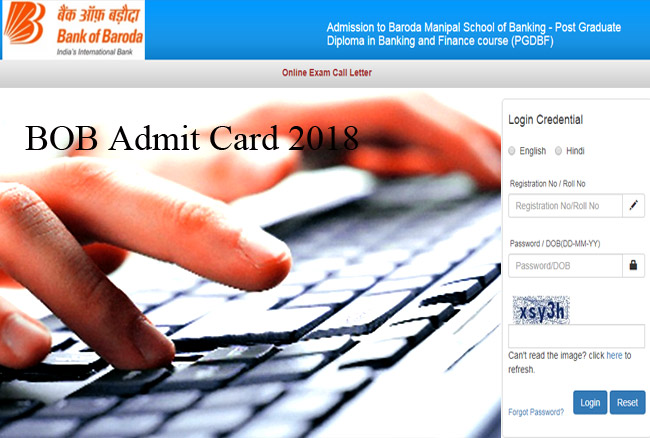 बैंक ऑफ़ बड़ौदा
Bank of Baroda
India's International Bank
Admission to Baroda Manipal School of Banking - Post Graduate
Diploma in Banking and Finance course (PGDBF)
Online Exam Call Letter
BOB Admit Card 2018
Login Credential
English Hindi
Registration No / Roll No
Registration No/Roll No
Password / DOB(DD-MM-YY)
Password/DOB
xsy3h
Can't read the image? click here to
refresh.
Forgot Password? Login Reset